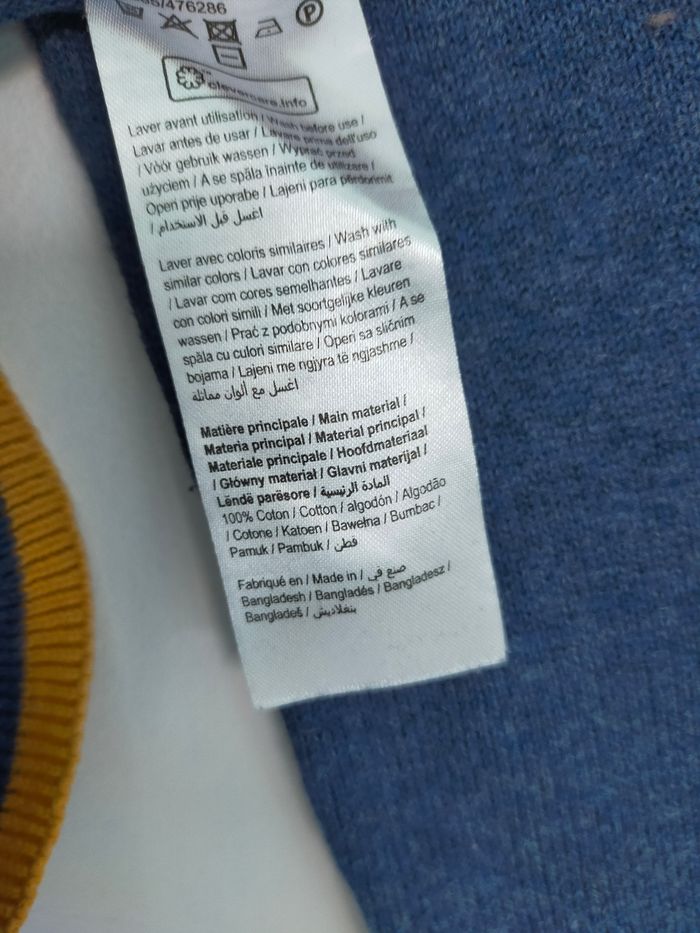 /476286
clevercare.info
Laver avant utilisation / Wash before use /
Lavar antes de usar / Lavare prima dell'uso
/ Vóór gebruik wassen / Wyprać przed
użyciem / A se spăla înainte de utilizare /
Operi prije uporabe / Lajeni para përdorimit
/ اغسل قبل الاستخدام
Laver avec coloris similaires / Wash with
similar colors / Lavar con colores similares
/ Lavar com cores semelhantes / Lavare
con colori simili / Met soortgelijke kleuren
wassen / Prać z podobnymi kolorami / A se
spăla cu culori similare / Operi sa sličnim
bojama / Lajeni me ngjyra të ngjashme /
اغسل مع ألوان مماثلة
Matière principale / Main material /
Materia principal / Material principal /
Materiale principale / Hoofdmateriaal
/ Główny materiał / Glavni materijal /
Lëndë parësore / المادة الرئيسية
100% Coton / Cotton / algodón / Algodão
/ Cotone / Katoen / Bawełna / Bumbac /
Pamuk / Pambuk / قطن
Fabriqué en / Made in / صنع في
Bangladesh / Bangladés / Bangladesz /
Bangladeš / بنغلاديش